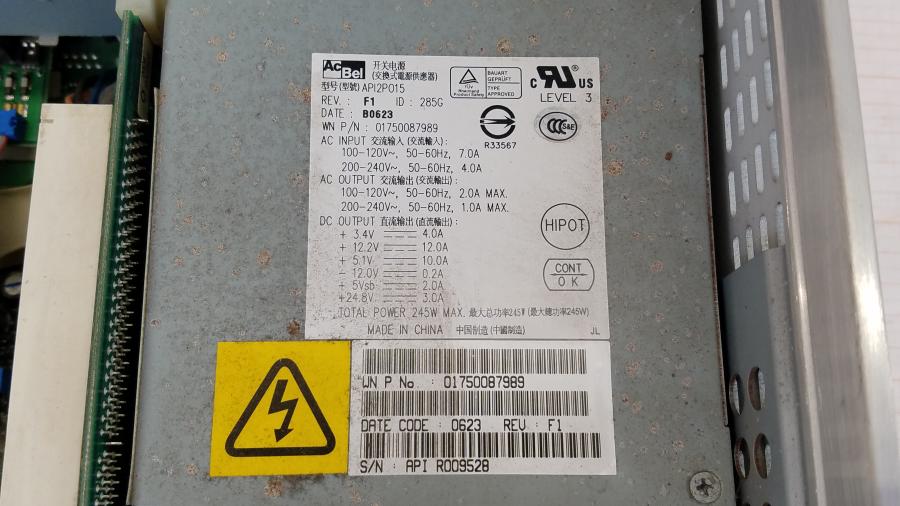 AcBel 开关电源
(交換式電源供應器)
型号(型號) API2PO15
REV. : F1 ID : 285G
DATE : B0623
WN P/N : 01750087989
AC INPUT 交流输入 (交流輸入) :
100-120V~, 50-60Hz, 7.0A
200-240V~, 50-60Hz, 4.0A
AC OUTPUT 交流输出 (交流輸出) :
100-120V~, 50-60Hz, 2.0A MAX.
200-240V~, 50-60Hz, 1.0A MAX.
DC OUTPUT 直流输出 (直流輸出) :
+ 3.4V 4.0A
+ 12.2V 12.0A
+ 5.1V 10.0A
- 12.0V 0.2A
+ 5Vsb 2.0A
+24.8V 3.0A
TOTAL POWER 245W MAX. 最大总功率245W (最大總功率245W)
MADE IN CHINA 中国制造 (中國製造) JL
TÜV
Rheinland
Product Safety
BAUART
GEPRÜFT
TYPE
APPROVED
c RU US
LEVEL 3
R33567
CCC S&E
HIPOT
CONT
OK
WN P No. : 01750087989
DATE CODE : 0623 REV : F1
S/N : API R009528